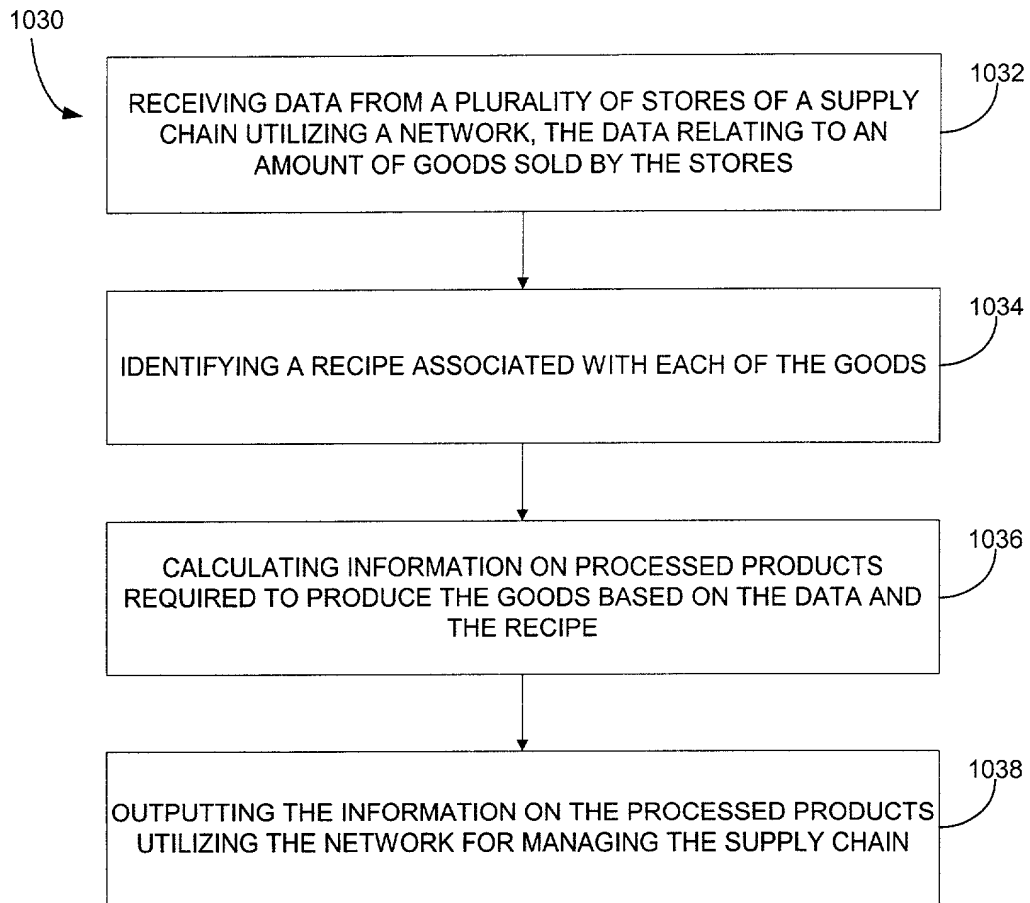 1030
1032
RECEIVING DATA FROM A PLURALITY OF STORES OF A SUPPLY
CHAIN UTILIZING A NETWORK, THE DATA RELATING TO AN
AMOUNT OF GOODS SOLD BY THE STORES
1034
IDENTIFYING A RECIPE ASSOCIATED WITH EACH OF THE GOODS
1036
CALCULATING INFORMATION ON PROCESSED PRODUCTS
REQUIRED TO PRODUCE THE GOODS BASED ON THE DATA AND
THE RECIPE
1038
OUTPUTTING THE INFORMATION ON THE PROCESSED PRODUCTS
UTILIZING THE NETWORK FOR MANAGING THE SUPPLY CHAIN